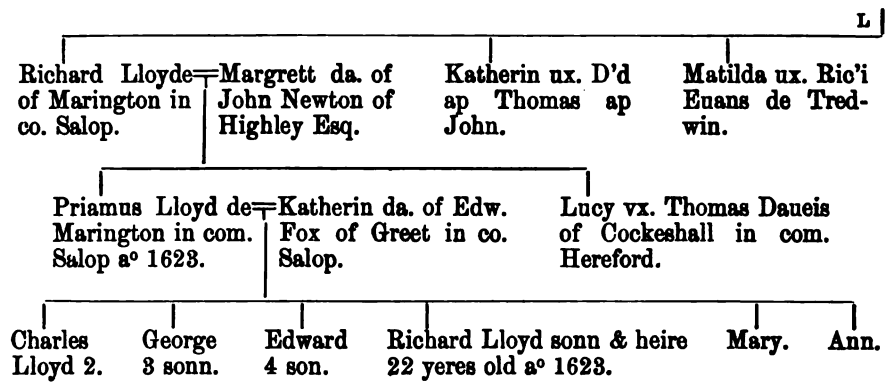 L
Richard Lloyde
of Marington in
co. Salop.
Margrett da. of
John Newton of
Highley Esq.
Katherin ux. D'd
ap Thomas ap
John.
Matilda ux. Ric'i
Euans de Tred-
win.
Priamus Lloyd de
Marington in com.
Salop aº 1623.
Katherin da. of Edw.
Fox of Greet in co.
Salop.
Lucy vx. Thomas Daueis
of Cockeshall in com.
Hereford.
Charles
Lloyd 2.
George
3 sonn.
Edward
4 son.
Richard Lloyd sonn & heire
22 yeres old aº 1623.
Mary.
Ann.